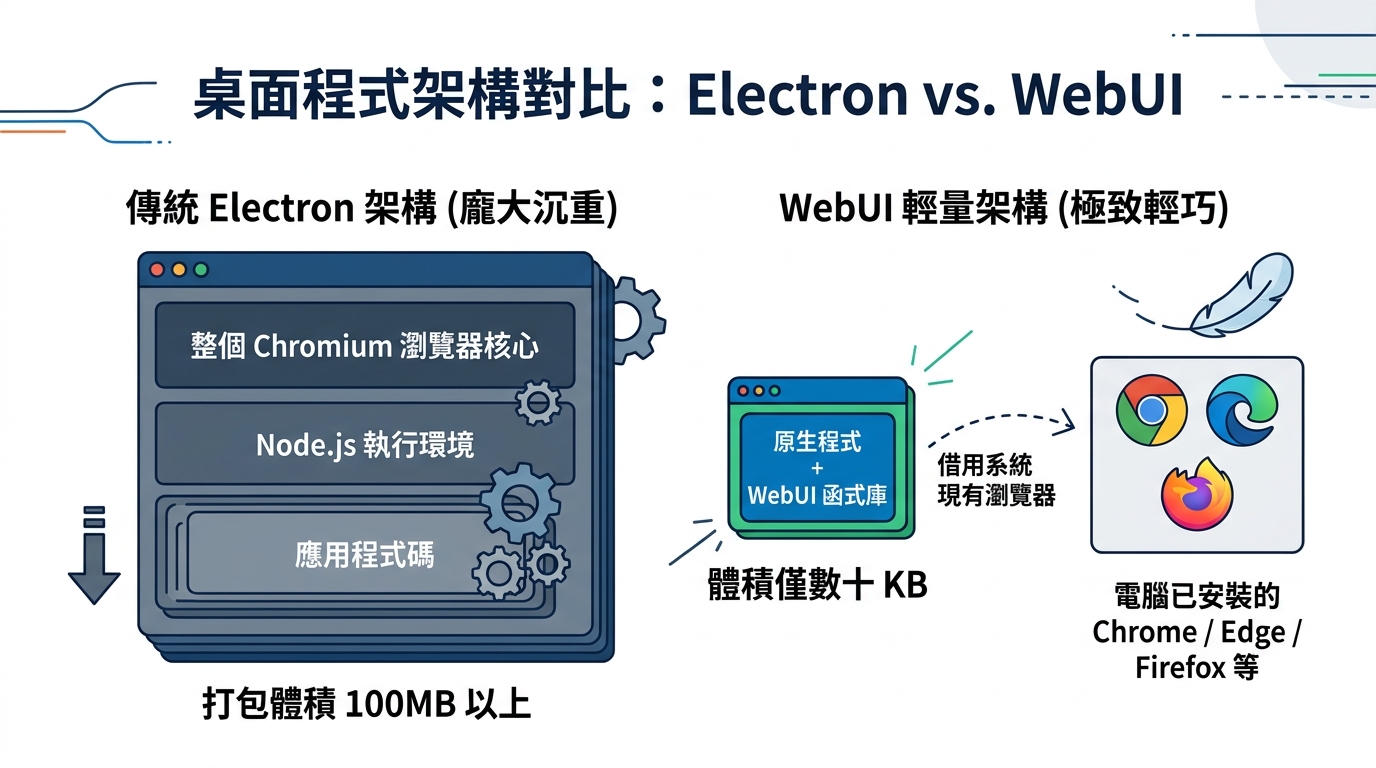 桌面程式架構對比：Electron vs. WebUI
傳統 Electron 架構 (龐大沉重)
整個 Chromium 瀏覽器核心
Node.js 執行環境
應用程式碼
打包體積 100MB 以上
WebUI 輕量架構 (極致輕巧)
原生程式
+
WebUI 函式庫
體積僅數十 KB
借用系統
現有瀏覽器
電腦已安裝的
Chrome / Edge /
Firefox 等